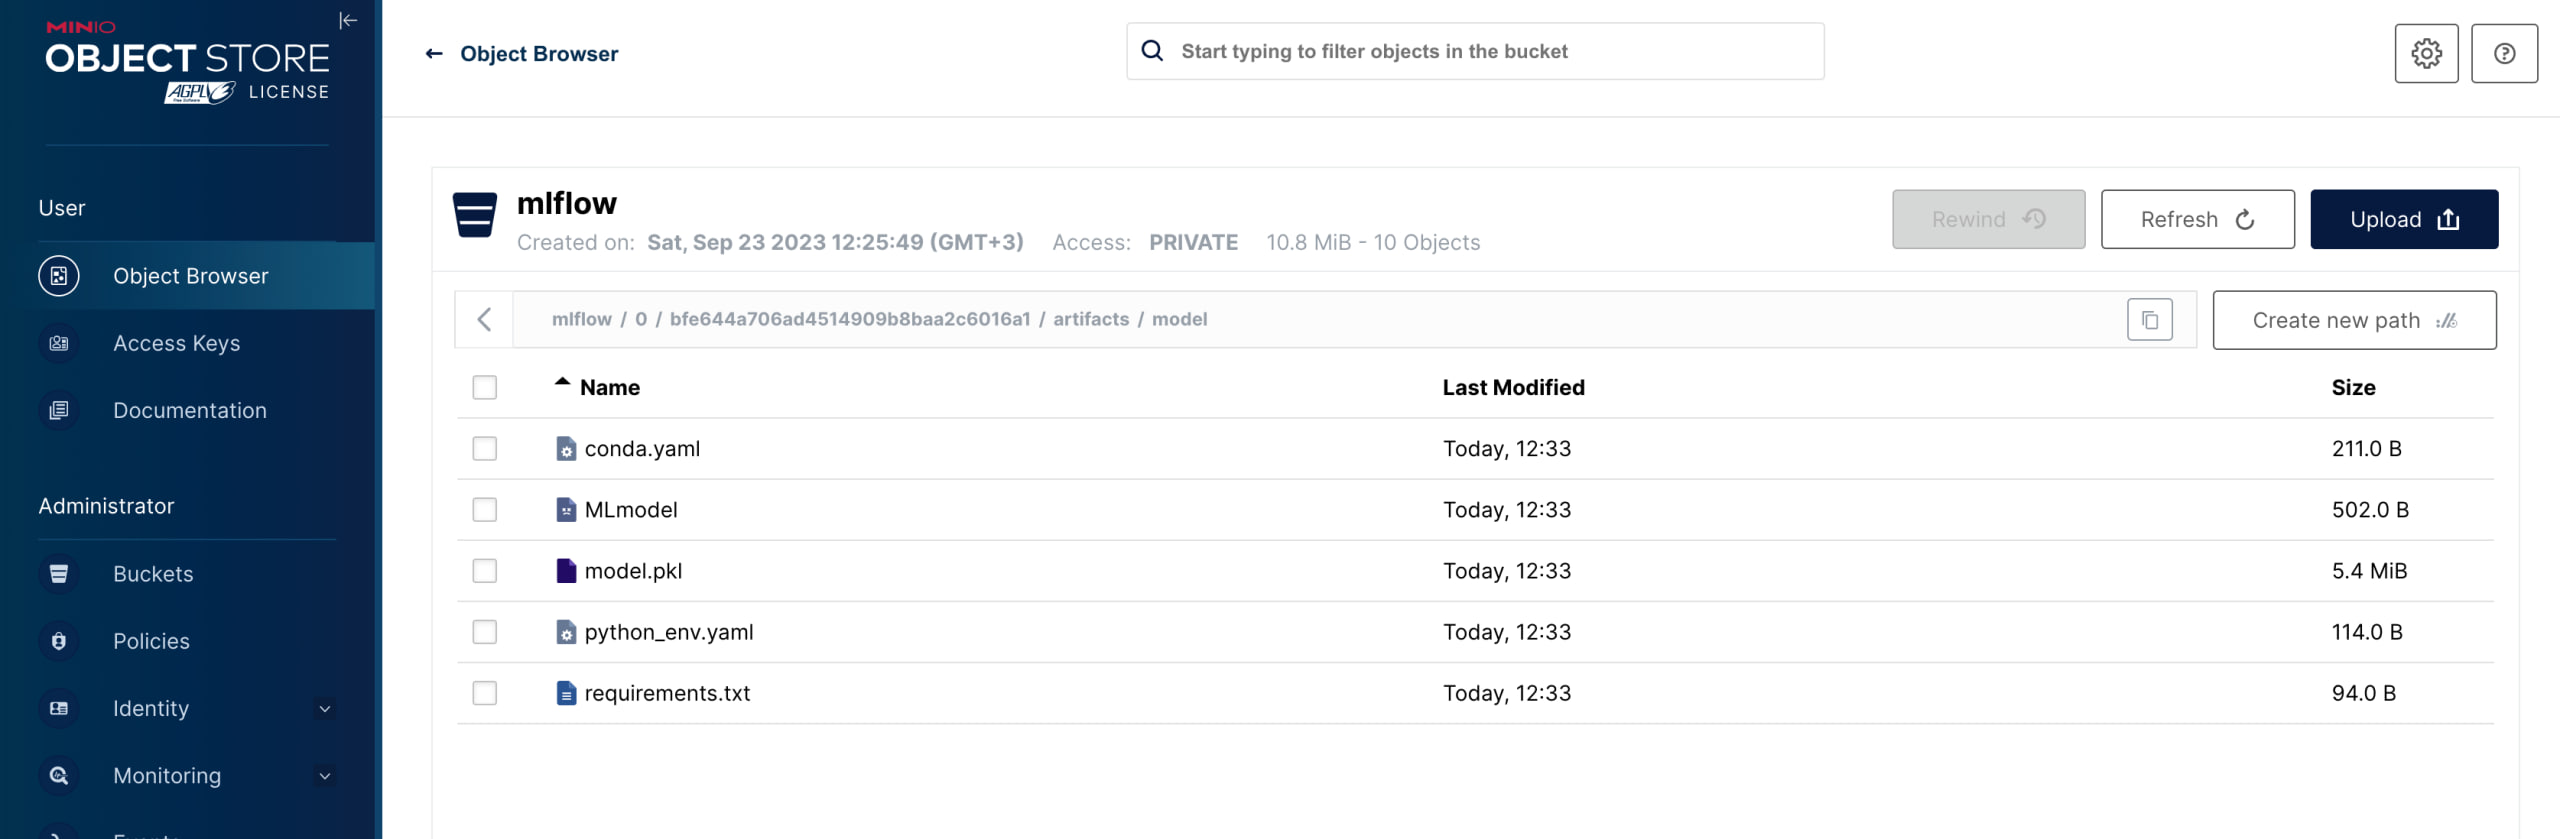 MINIO
OBJECT STORE
AGPLv3 LICENSE
Free Software
User
Object Browser
Access Keys
Documentation
Administrator
Buckets
Policies
Identity
Monitoring
Object Browser
Start typing to filter objects in the bucket
mlflow
Created on: Sat, Sep 23 2023 12:25:49 (GMT+3) Access: PRIVATE 10.8 MiB - 10 Objects
Rewind Refresh Upload
mlflow / 0 / bfe644a706ad4514909b8baa2c6016a1 / artifacts / model
Create new path
Name Last Modified Size
conda.yaml Today, 12:33 211.0 B
MLmodel Today, 12:33 502.0 B
model.pkl Today, 12:33 5.4 MiB
python_env.yaml Today, 12:33 114.0 B
requirements.txt Today, 12:33 94.0 B